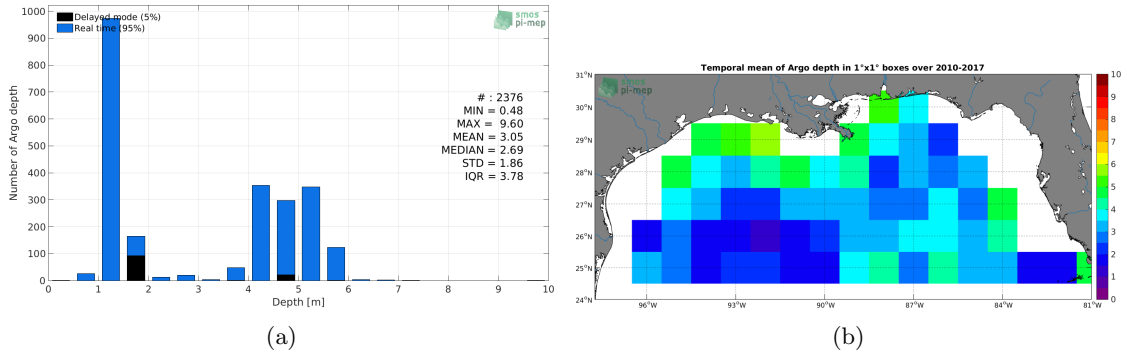 Delayed mode (5%)
Real time (95%)
smos
pi-mep
# : 2376
MIN = 0.48
MAX = 9.60
MEAN = 3.05
MEDIAN = 2.69
STD = 1.86
IQR = 3.78
Number of Argo depth
1000
900
800
700
600
500
400
300
200
100
0
0 1 2 3 4 5 6 7 8 9 10
Depth [m]
(a)
Temporal mean of Argo depth in 1°x1° boxes over 2010-2017
smos
pi-mep
31°N
30°N
29°N
28°N
27°N
26°N
25°N
24°N
96°W 93°W 90°W 87°W 84°W 81°W
10
9
8
7
6
5
4
3
2
1
0
(b)